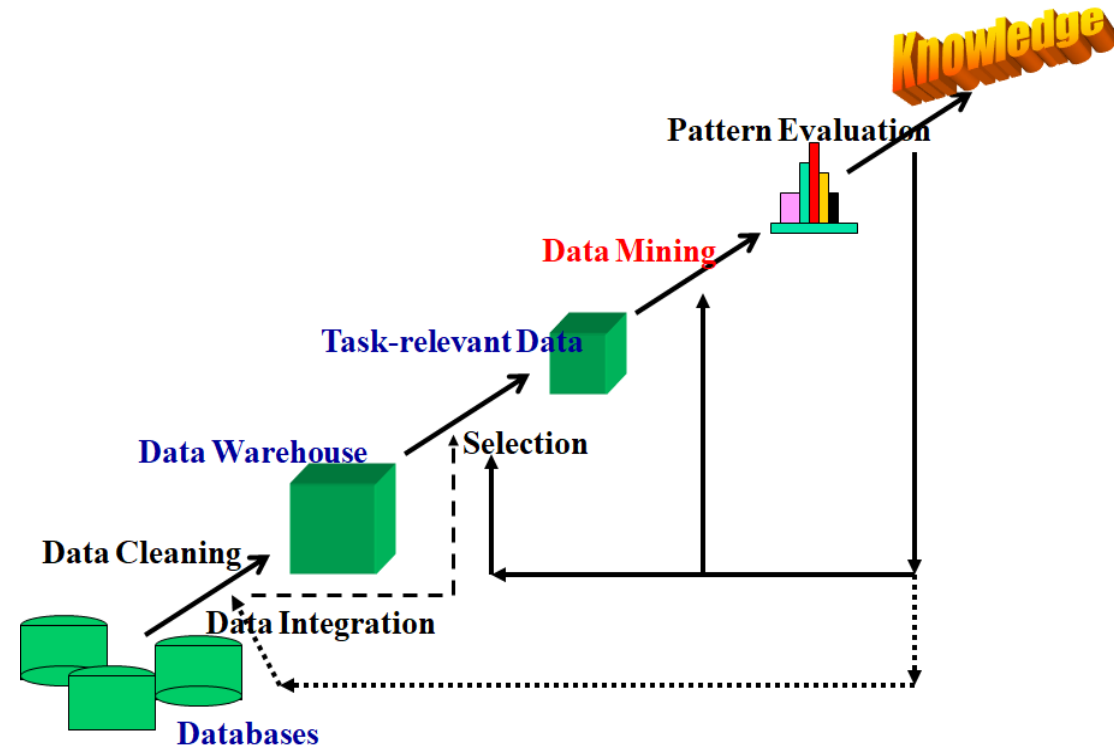 Knowledge
Pattern Evaluation
Data Mining
Task-relevant Data
Selection
Data Warehouse
Data Cleaning
Data Integration
Databases